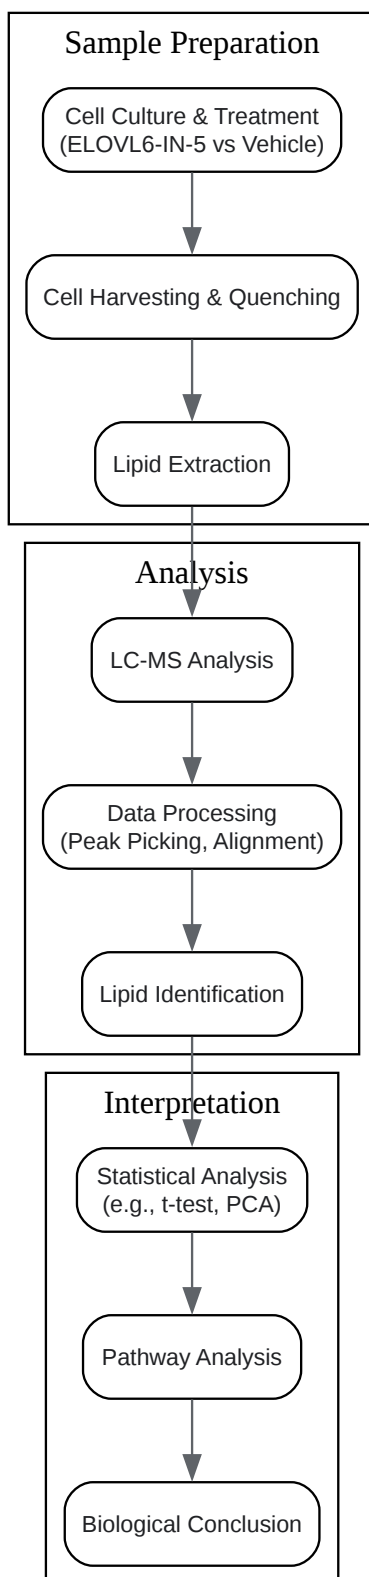 Sample Preparation
Cell Culture & Treatment
(ELOVL6-IN-5 vs Vehicle)
Cell Harvesting & Quenching
Lipid Extraction
Analysis
LC-MS Analysis
Data Processing
(Peak Picking, Alignment)
Lipid Identification
Interpretation
Statistical Analysis
(e.g., t-test, PCA)
Pathway Analysis
Biological Conclusion